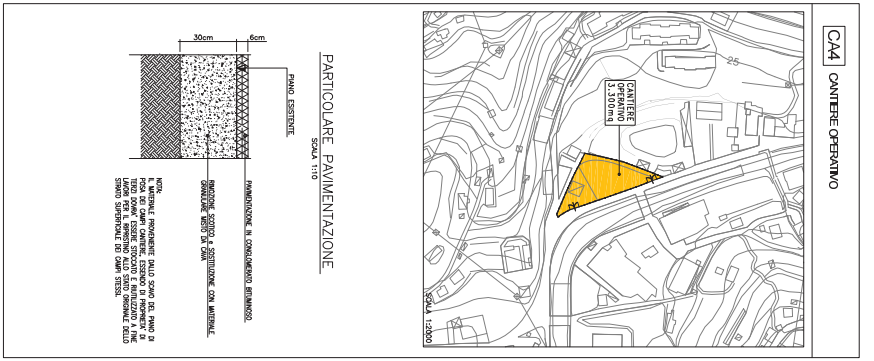 CA4 CANTIERE OPERATIVO
25
CANTIERE
OPERATIVO
3.300mq
SCALA 1:2000
PARTICOLARE PAVIMENTAZIONE
SCALA 1:10
30cm
6cm
PIANO ESISTENTE
PAVIMENTAZIONE IN CONGLOMERATO BITUMINOSO
RIMOZIONE SCOTICO e SOSTITUZIONE CON MATERIALE
GRANULARE MISTO DA CAVA
NOTA:
IL MATERIALE PROVENIENTE DALLO SCAVO DEL PIANO DI
POSA DEI CAMPI CANTIERE, ESSENDO DI PROPRIETA' DI
TERZI DOVRA' ESSERE STOCCATO E RIUTILIZZATO A FINE
LAVORI PER IL RIPRISTINO ALLO STATO ORIGINALE DELLO
STRATO SUPERFICIALE DEI CAMPI STESSI.